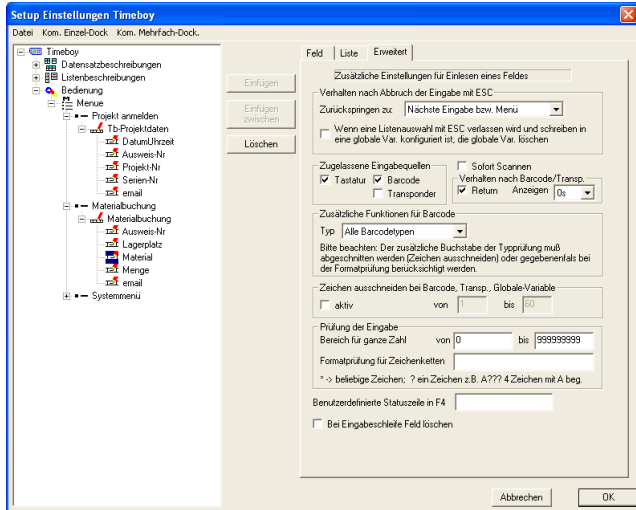 Setup Einstellungen Timeboy
Datei Kom. Einzel-Dock Kom. Mehrfach-Dock.
Timeboy
Datensatzbeschreibungen
Listenbeschreibungen
Bedienung
Menue
Projekt anmelden
Tb-Projektdaten
DatumUhrzeit
Ausweis-Nr
Projekt-Nr
Serien-Nr
email
Materialbuchung
Materialbuchung
Ausweis-Nr
Lagerplatz
Material
Menge
email
Systemmenü
Einfügen
Einfügen
zwischen
Löschen
Feld Liste Erweitert
Zusätzliche Einstellungen für Einlesen eines Feldes
Verhalten nach Abbruch der Eingabe mit ESC
Zurückspringen zu: Nächste Eingabe bzw. Menü
Wenn eine Listenauswahl mit ESC verlassen wird und schreiben in
eine globale Var. konfiguriert ist, die globale Var. löschen
Zugelassene Eingabequellen
Tastatur Barcode
Transponder
Sofort Scannen
Verhalten nach Barcode/Transp.
Return Anzeigen 0s
Zusätzliche Funktionen für Barcode
Typ Alle Barcodetypen
Bitte beachten: Der zusätzliche Buchstabe der Typprüfung muß
abgeschnitten werden (Zeichen ausschneiden) oder gegebenenfalls bei
der Formatprüfung berücksichtigt werden.
Zeichen ausschneiden bei Barcode, Transp., Globale-Variable
aktiv von 1 bis 60
Prüfung der Eingabe
Bereich für ganze Zahl von 0 bis 999999999
Formatprüfung für Zeichenketten
* -> beliebige Zeichen; ? ein Zeichen z.B. A??? 4 Zeichen mit A beg.
Benutzerdefinierte Statuszeile in F4
Bei Eingabeschleife Feld löschen
Abbrechen OK